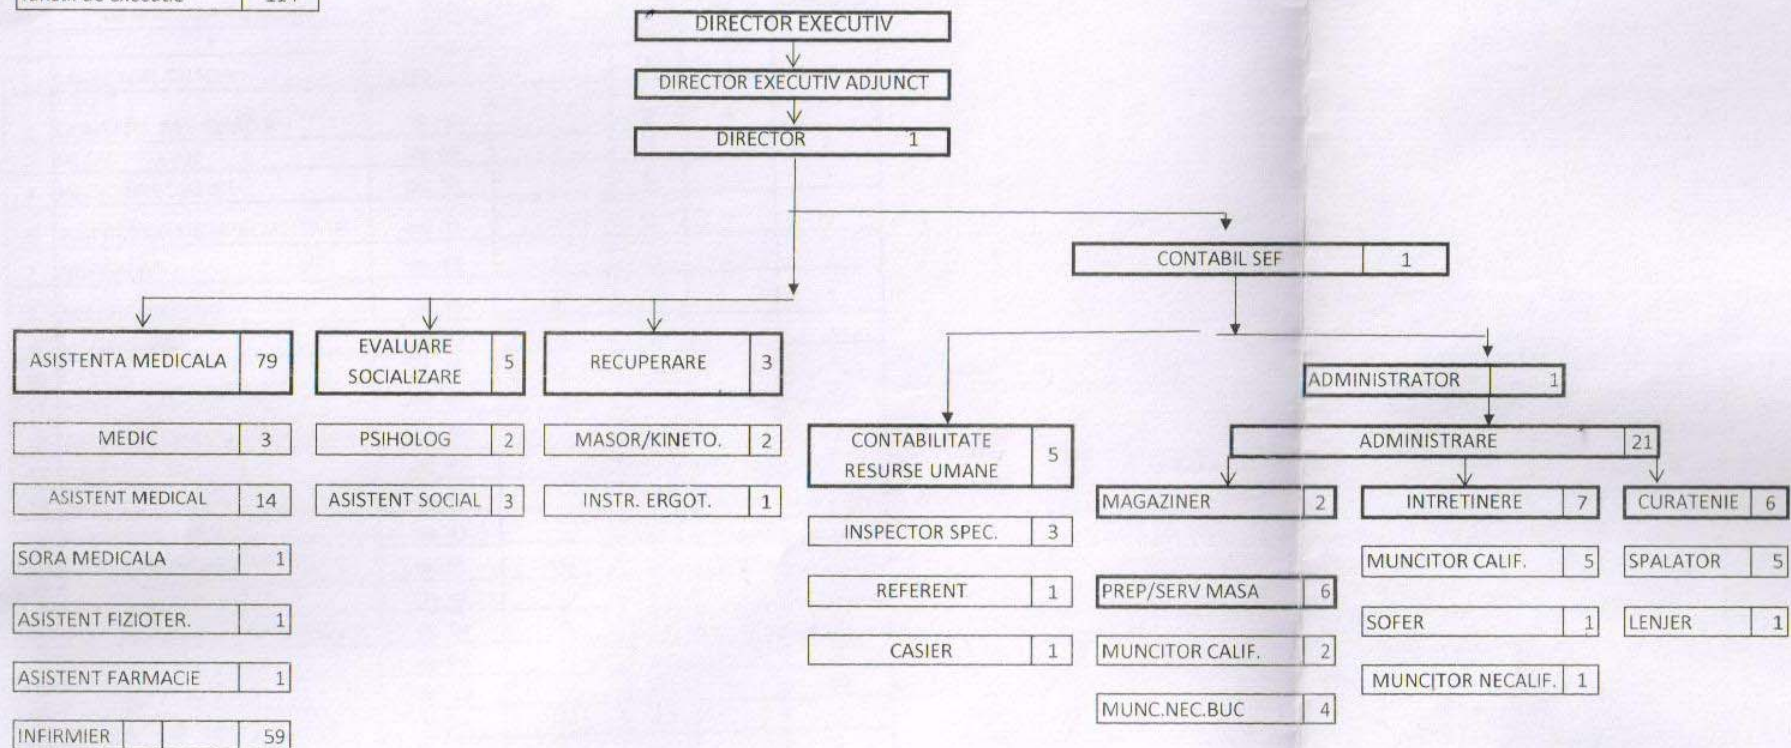 DIRECTOR EXECUTIV
DIRECTOR EXECUTIV ADJUNCT
DIRECTOR 1
CONTABIL SEF 1
ASISTENTA MEDICALA 79
MEDIC 3
ASISTENT MEDICAL 14
SORA MEDICALA 1
ASISTENT FIZIOTER. 1
ASISTENT FARMACIE 1
INFIRMIER 59
EVALUARE
SOCIALIZARE 5
PSIHOLOG 2
ASISTENT SOCIAL 3
RECUPERARE 3
MASOR/KINETO. 2
INSTR. ERGOT. 1
CONTABILITATE
RESURSE UMANE 5
INSPECTOR SPEC. 3
REFERENT 1
CASIER 1
ADMINISTRATOR 1
ADMINISTRARE 21
MAGAZINER 2
PREP/SERV MASA 6
MUNCITOR CALIF. 2
MUNC.NEC.BUC 4
INTRETINERE 7
MUNCITOR CALIF. 5
SOFER 1
MUNCITOR NECALIF. 1
CURATENIE 6
SPALATOR 5
LENJER 1